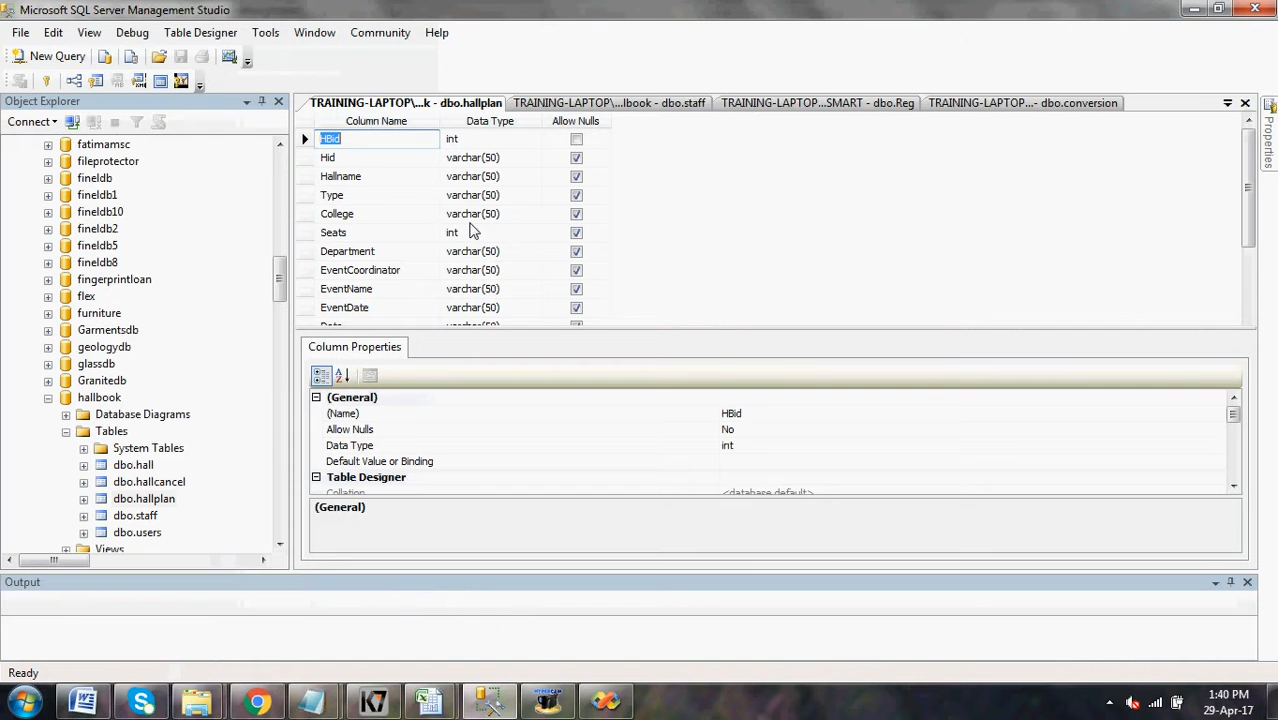 Microsoft SQL Server Management Studio
File Edit View Debug Table Designer Tools Window Community Help
New Query
Object Explorer
Connect
fatimamsc
fileprotector
fineldb
fineldb1
fineldb10
fineldb2
fineldb5
fineldb8
fingerprintloan
flex
furniture
Garmentsdb
geologydb
glassdb
Granitedb
hallbook
Database Diagrams
Tables
System Tables
dbo.hall
dbo.hallcancel
dbo.hallplan
dbo.staff
dbo.users
Views
TRAINING-LAPTOP\...k - dbo.hallplan TRAINING-LAPTOP\...lbook - dbo.staff TRAINING-LAPTOP...SMART - dbo.Reg TRAINING-LAPTOP...- dbo.conversion
Column Name Data Type Allow Nulls
HBid int
Hid varchar(50)
Hallname varchar(50)
Type varchar(50)
College varchar(50)
Seats int
Department varchar(50)
EventCoordinator varchar(50)
EventName varchar(50)
EventDate varchar(50)
varchar(50)
Column Properties
(General)
(Name) HBid
Allow Nulls No
Data Type int
Default Value or Binding
Table Designer
Collation <database default>
(General)
Properties
Output
Ready
1:40 PM
29-Apr-17